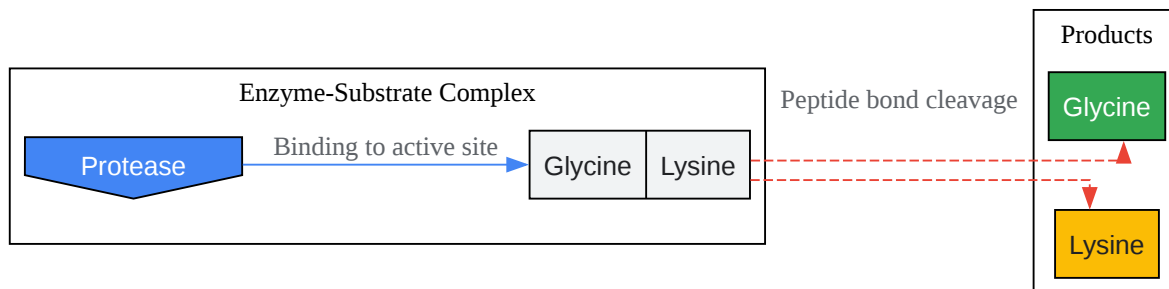 Products
Enzyme-Substrate Complex
Peptide bond cleavage
Glycine
Protease
Binding to active site
Glycine
Lysine
Lysine